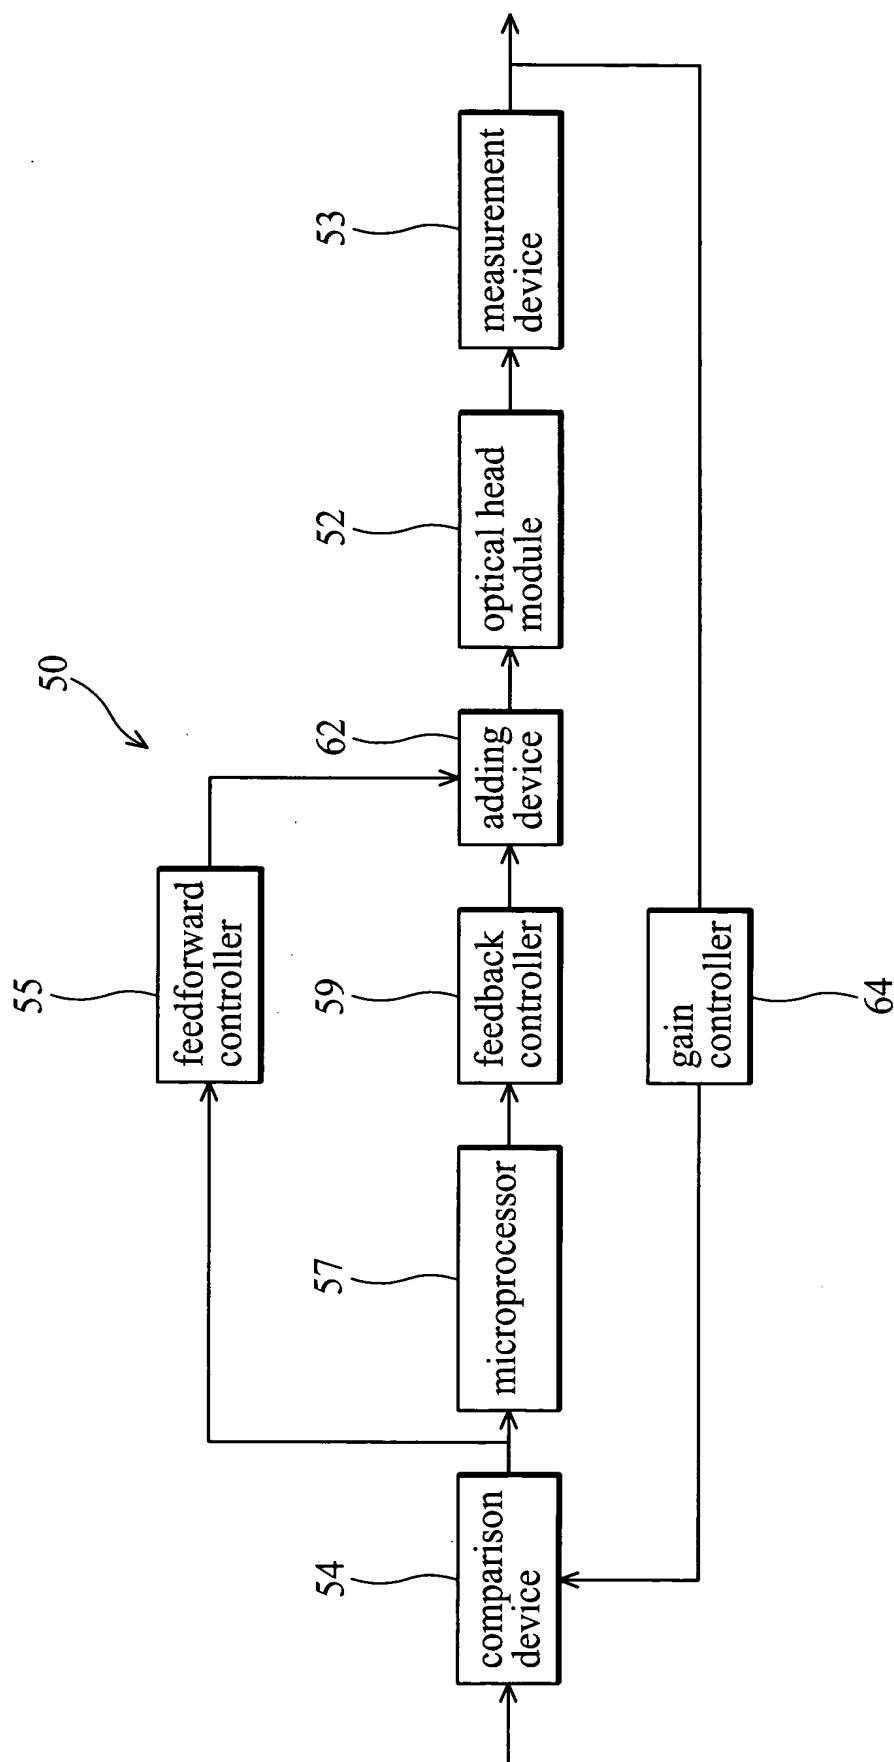 50
55
feedforward
controller
54
comparison
device
57
microprocessor
59
feedback
controller
62
adding
device
52
optical head
module
53
measurement
device
gain
controller
64